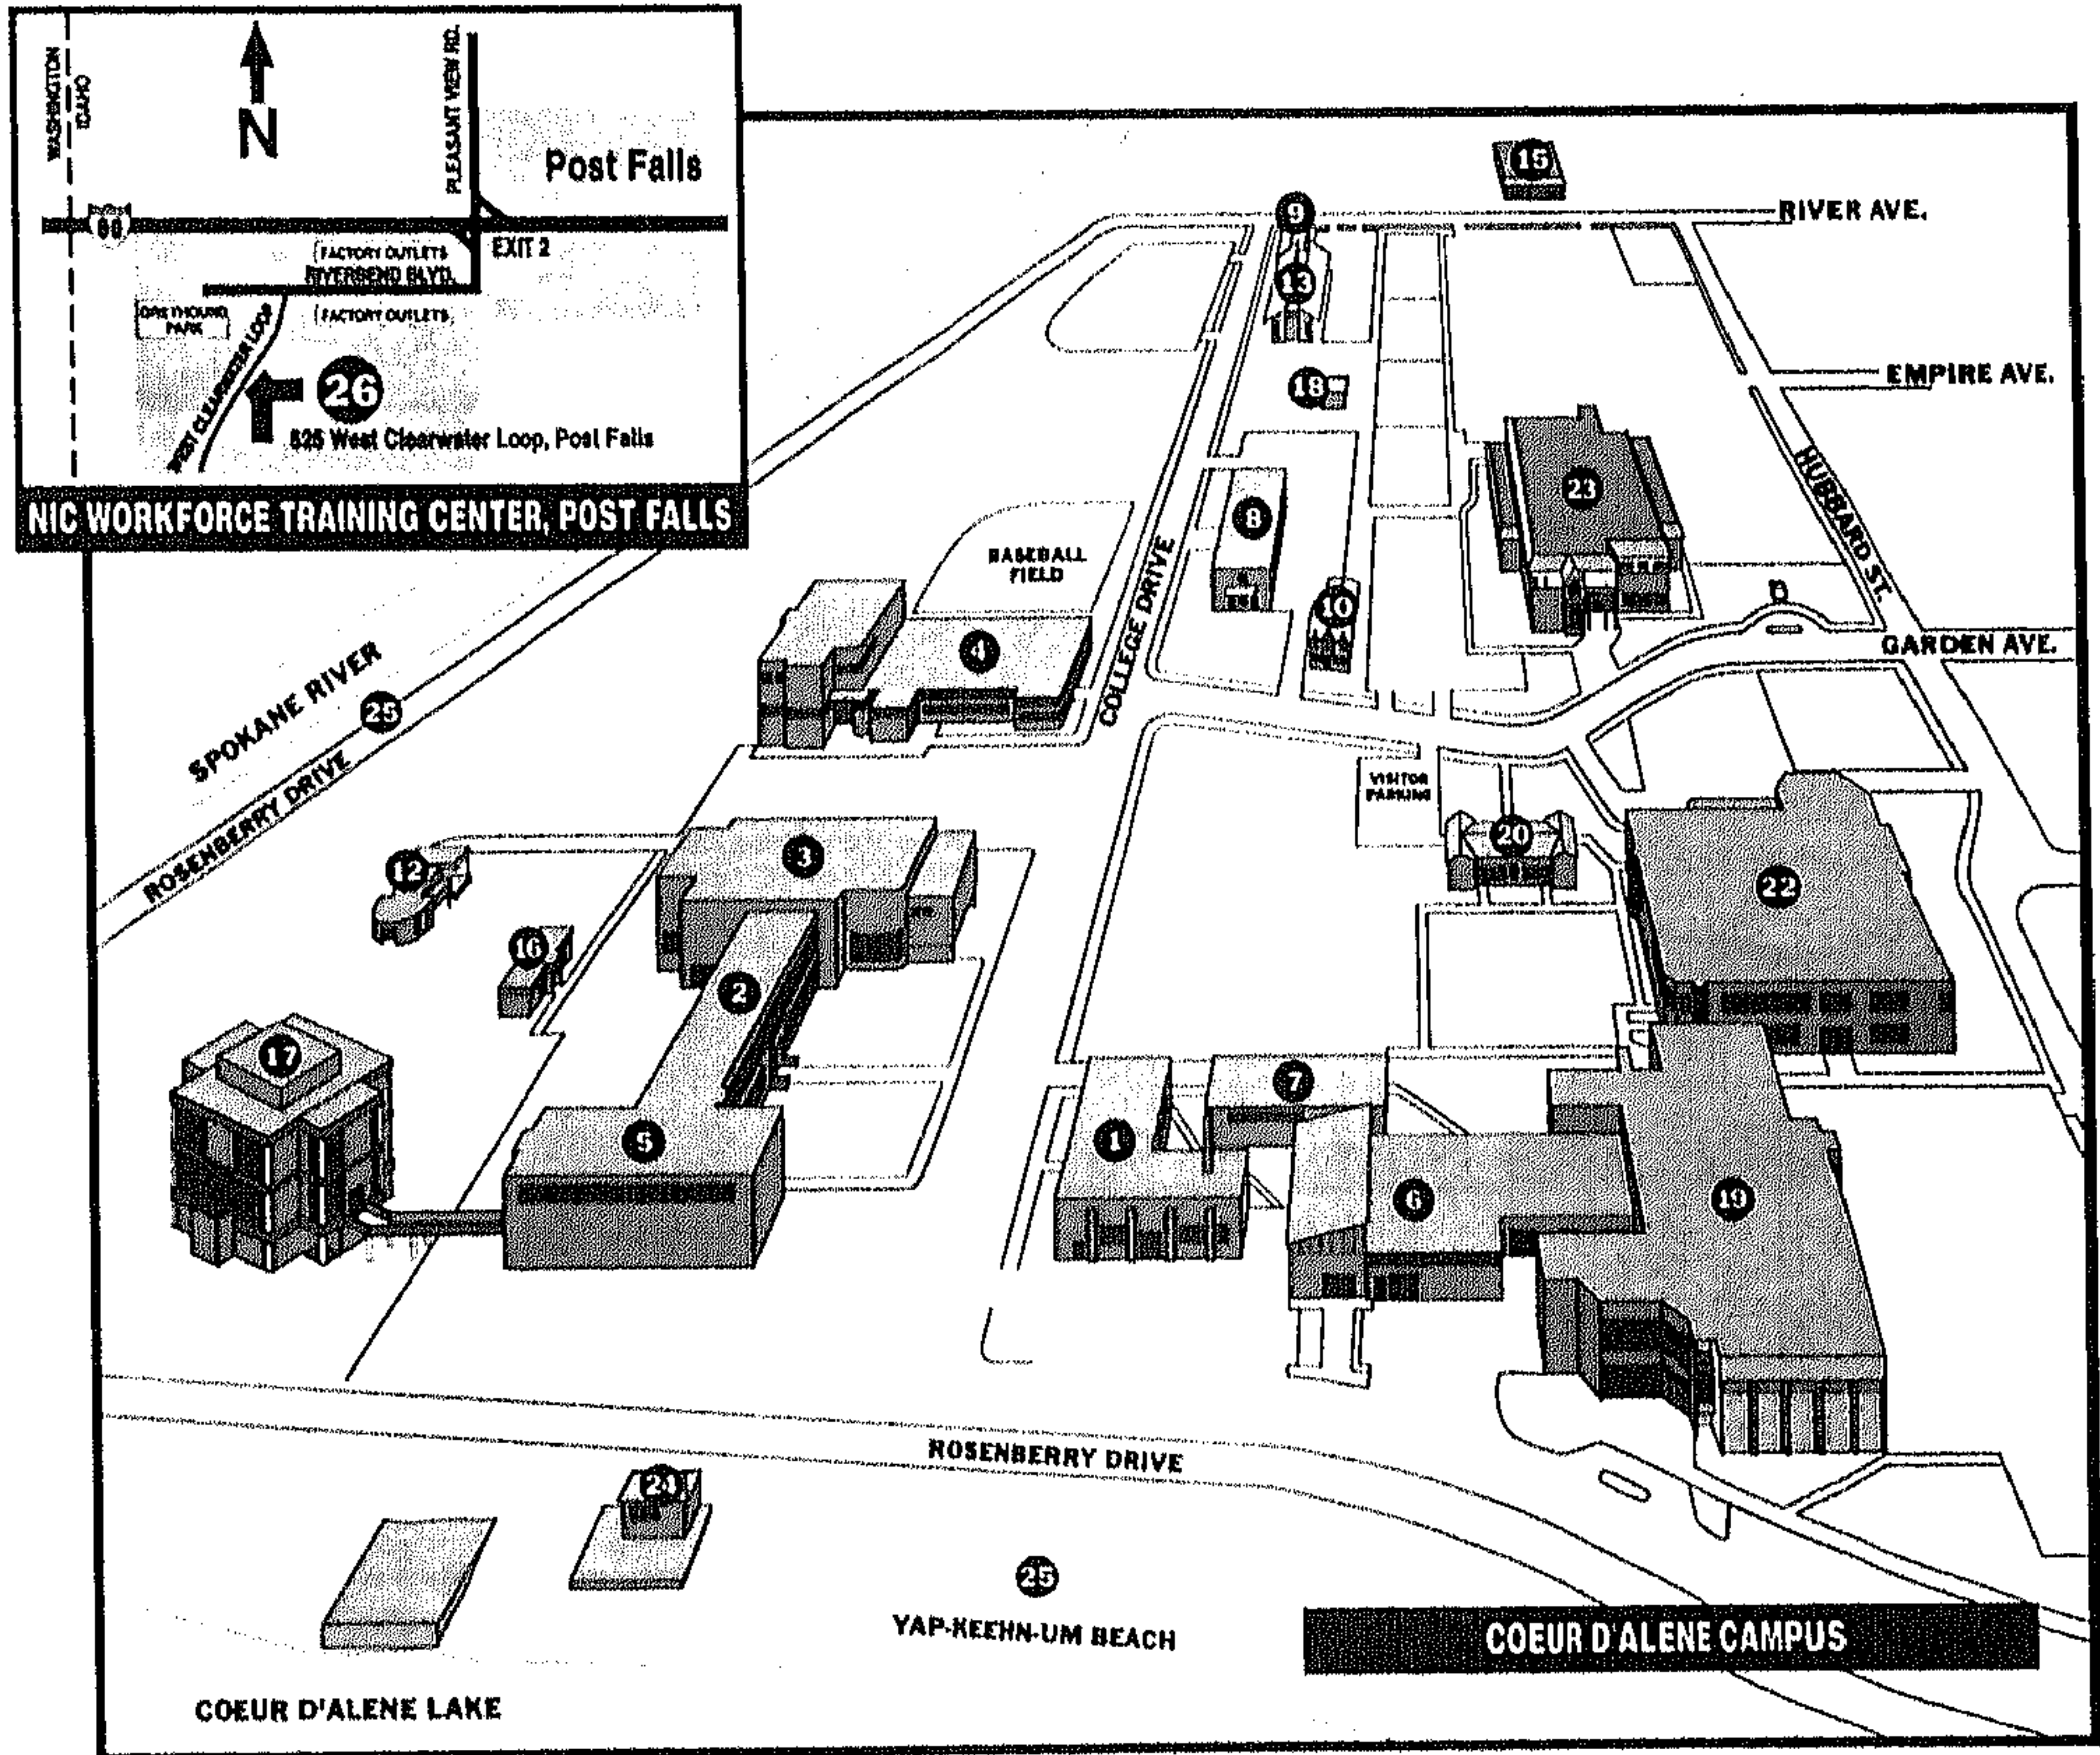 WASHINGTON
IDAHO
N
PLEASANT VIEW RD.
Post Falls
EXIT 2
FACTORY OUTLETS
RIVERBEND BLVD.
GREYHOUND
PARK
FACTORY OUTLETS
WEST CLEARWATER LOOP
26
525 West Clearwater Loop, Post Falls
NIC WORKFORCE TRAINING CENTER, POST FALLS
15
9
RIVER AVE.
13
18
EMPIRE AVE.
HUBBARD ST.
23
8
BASEBALL
FIELD
COLLEGE DRIVE
10
GARDEN AVE.
4
SPOKANE RIVER
25
ROSENBERRY DRIVE
VISITOR
PARKING
20
3
12
22
16
2
17
7
5
1
6
19
ROSENBERRY DRIVE
24
25
YAP-KEEHN-UM BEACH
COEUR D'ALENE CAMPUS
COEUR D'ALENE LAKE